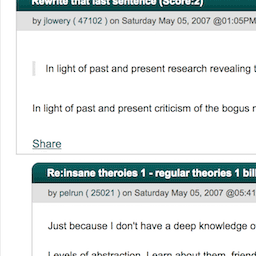 Rewrite that last sentence (Score:2)
by jlowery ( 47102 ) on Saturday May 05, 2007 @01:05PM
In light of past and present research revealing
In light of past and present criticism of the bogus
Share
Re:insane theroies 1 - regular theories 1
by pelrun ( 25021 ) on Saturday May 05, 2007 @05:41
Just because I don't have a deep knowledge
Levels of abstraction. Learn about them,